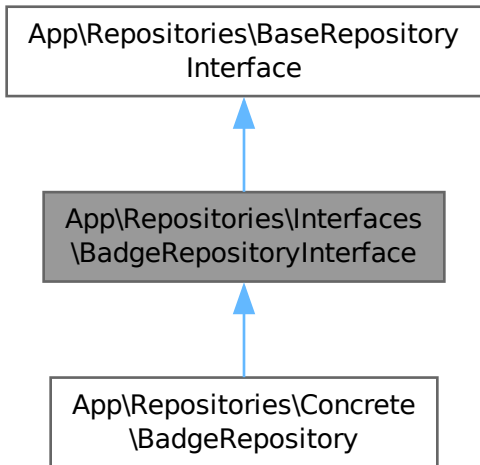 App\Repositories\BaseRepository
Interface
App\Repositories\Interfaces
\BadgeRepositoryInterface
App\Repositories\Concrete
\BadgeRepository